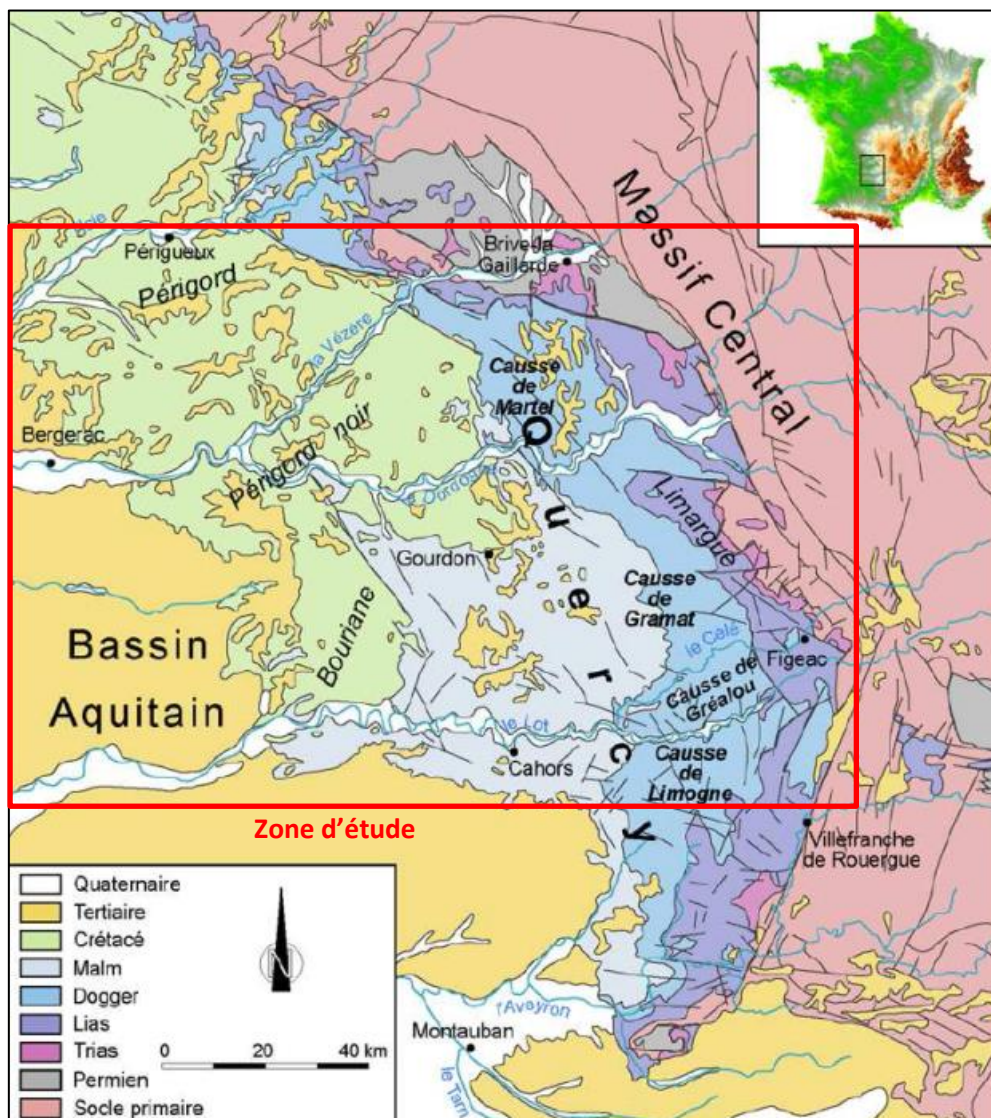 Massif Central
Isle
Périgueux
Périgord
Brive-la
Gaillarde
la Vézère
Causse
de
Martel
Bergerac
Périgord noir
Quercy
la Dordogne
Limargue
Gourdon
Causse
de
Gramat
Bouriane
le Célé
Figeac
Bassin
Aquitain
Causse de
Gréalou
le Lot
Cahors
Causse
de
Limogne
Zone d'étude
Villefranche
de Rouergue
Quaternaire
Tertiaire
Crétacé
Malm
Dogger
Lias
Trias
Permien
Socle primaire
N
0 20 40 km
l'Aveyron
Montauban
le Tarn